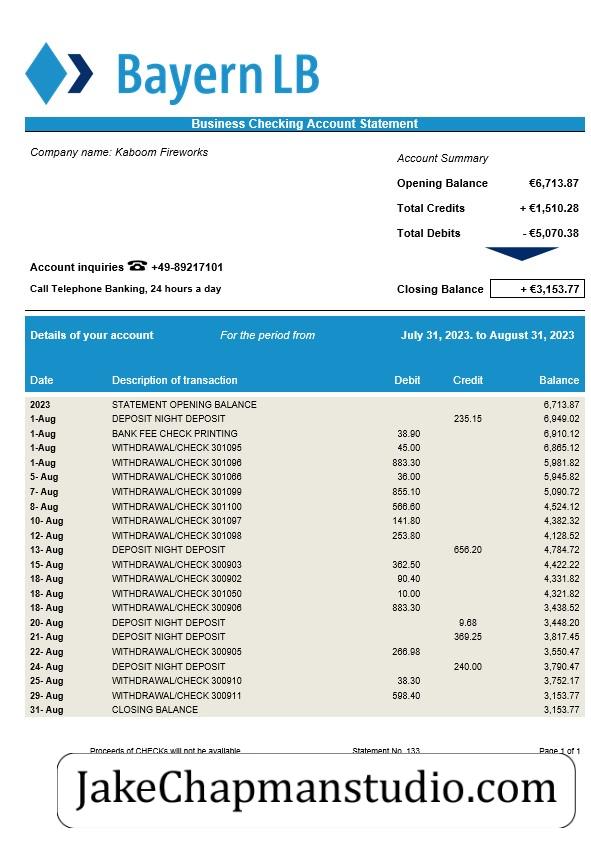 Bayern LB
Business Checking Account Statement
Company name: Kaboom Fireworks
Account Summary
Opening Balance €6,713.87
Total Credits + €1,510.28
Total Debits - €5,070.38
Account inquiries ☎ +49-89217101
Call Telephone Banking, 24 hours a day
Closing Balance + €3,153.77
Details of your account For the period from July 31, 2023. to August 31, 2023
Date Description of transaction Debit Credit Balance
2023 STATEMENT OPENING BALANCE 6,713.87
1-Aug DEPOSIT NIGHT DEPOSIT 235.15 6,949.02
1-Aug BANK FEE CHECK PRINTING 38.90 6,910.12
1-Aug WITHDRAWAL/CHECK 301095 45.00 6,865.12
1-Aug WITHDRAWAL/CHECK 301096 883.30 5,981.82
5- Aug WITHDRAWAL/CHECK 301066 36.00 5,945.82
7- Aug WITHDRAWAL/CHECK 301099 855.10 5,090.72
8- Aug WITHDRAWAL/CHECK 301100 566.60 4,524.12
10- Aug WITHDRAWAL/CHECK 301097 141.80 4,382.32
12- Aug WITHDRAWAL/CHECK 301098 253.80 4,128.52
13- Aug DEPOSIT NIGHT DEPOSIT 656.20 4,784.72
15- Aug WITHDRAWAL/CHECK 300903 362.50 4,422.22
18- Aug WITHDRAWAL/CHECK 300902 90.40 4,331.82
18- Aug WITHDRAWAL/CHECK 301050 10.00 4,321.82
18- Aug WITHDRAWAL/CHECK 300906 883.30 3,438.52
20- Aug DEPOSIT NIGHT DEPOSIT 9.68 3,448.20
21- Aug DEPOSIT NIGHT DEPOSIT 369.25 3,817.45
22- Aug WITHDRAWAL/CHECK 300905 266.98 3,550.47
24- Aug DEPOSIT NIGHT DEPOSIT 240.00 3,790.47
25- Aug WITHDRAWAL/CHECK 300910 38.30 3,752.17
29- Aug WITHDRAWAL/CHECK 300911 598.40 3,153.77
31- Aug CLOSING BALANCE 3,153.77
Proceeds of CHECKs will not be available Statement No. 133 Page 1 of 1
JakeChapmanstudio.com